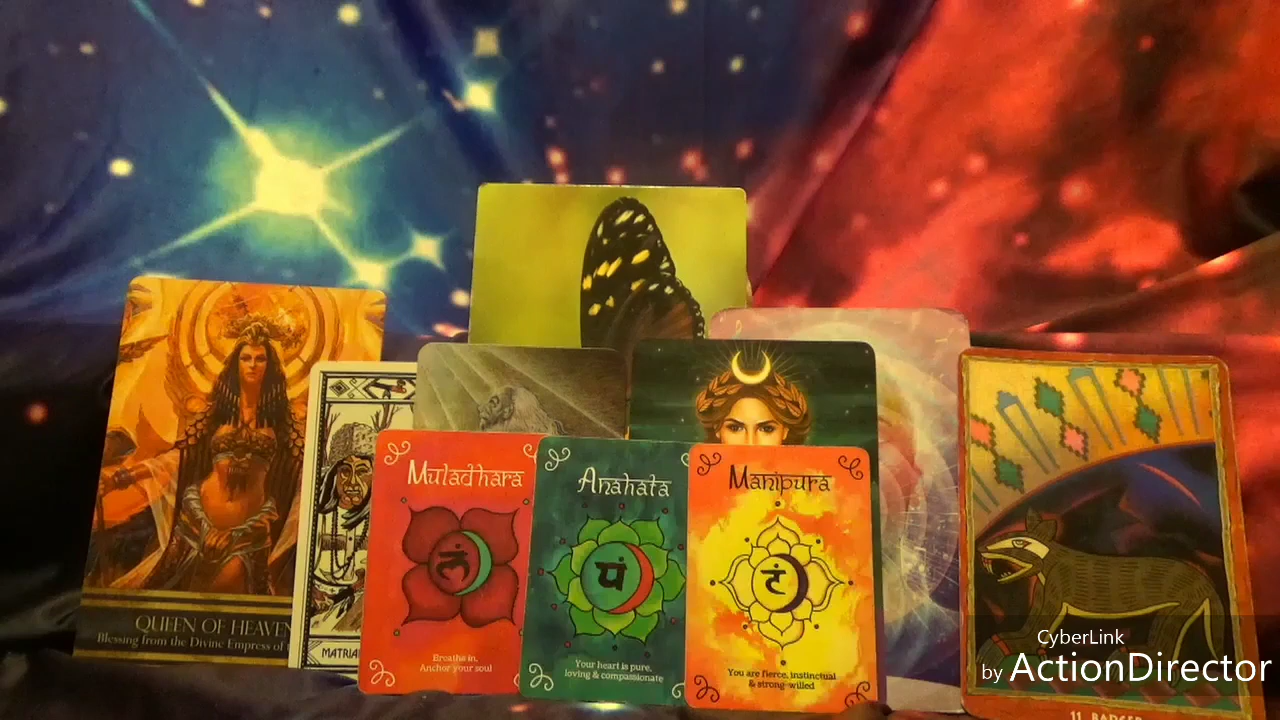 QUEEN OF HEAVEN
Blessing from the Divine Empress of
MATRIA
Muladhara
लं
Breathe in,
Anchor your soul
Anahata
Your heart is pure,
loving & compassionate
Manipura
You are fierce, instinctual
& strong-willed
11 BADGER
CyberLink
by ActionDirector